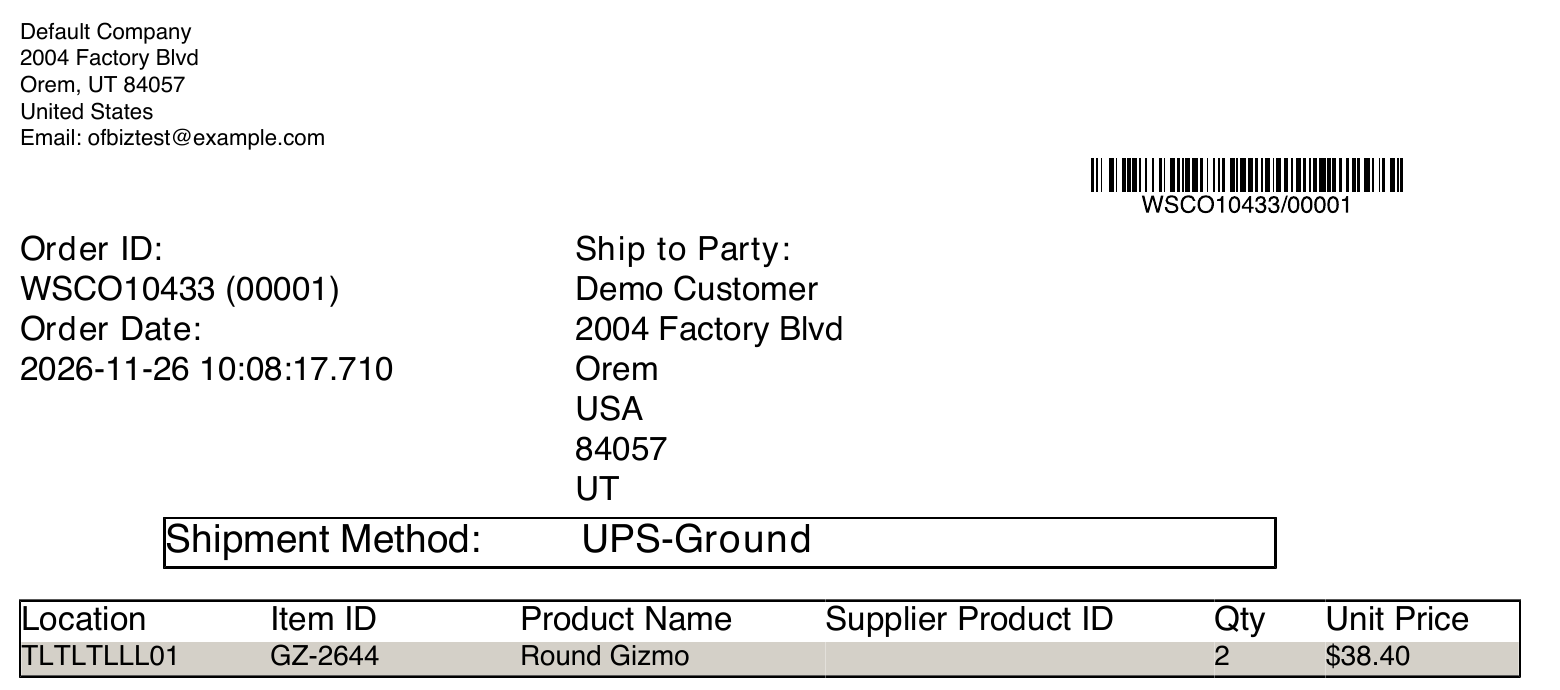 Default Company
2004 Factory Blvd
Orem, UT 84057
United States
Email: ofbiztest@example.com
WSCO10433/00001
Order ID:
WSCO10433 (00001)
Order Date:
2026-11-26 10:08:17.710
Ship to Party:
Demo Customer
2004 Factory Blvd
Orem
USA
84057
UT
Shipment Method: UPS-Ground
Location Item ID Product Name Supplier Product ID Qty Unit Price
TLTLTLLL01 GZ-2644 Round Gizmo 2 $38.40